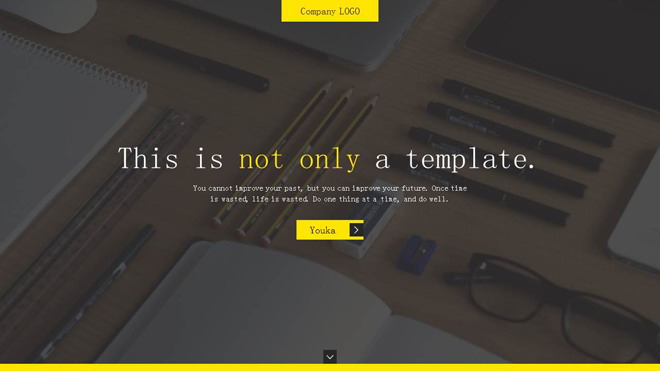 Company LOGO
This is not only a template.
You cannot improve your past, but you can improve your future. Once time
is wasted, life is wasted. Do one thing at a time, and do well.
Youka